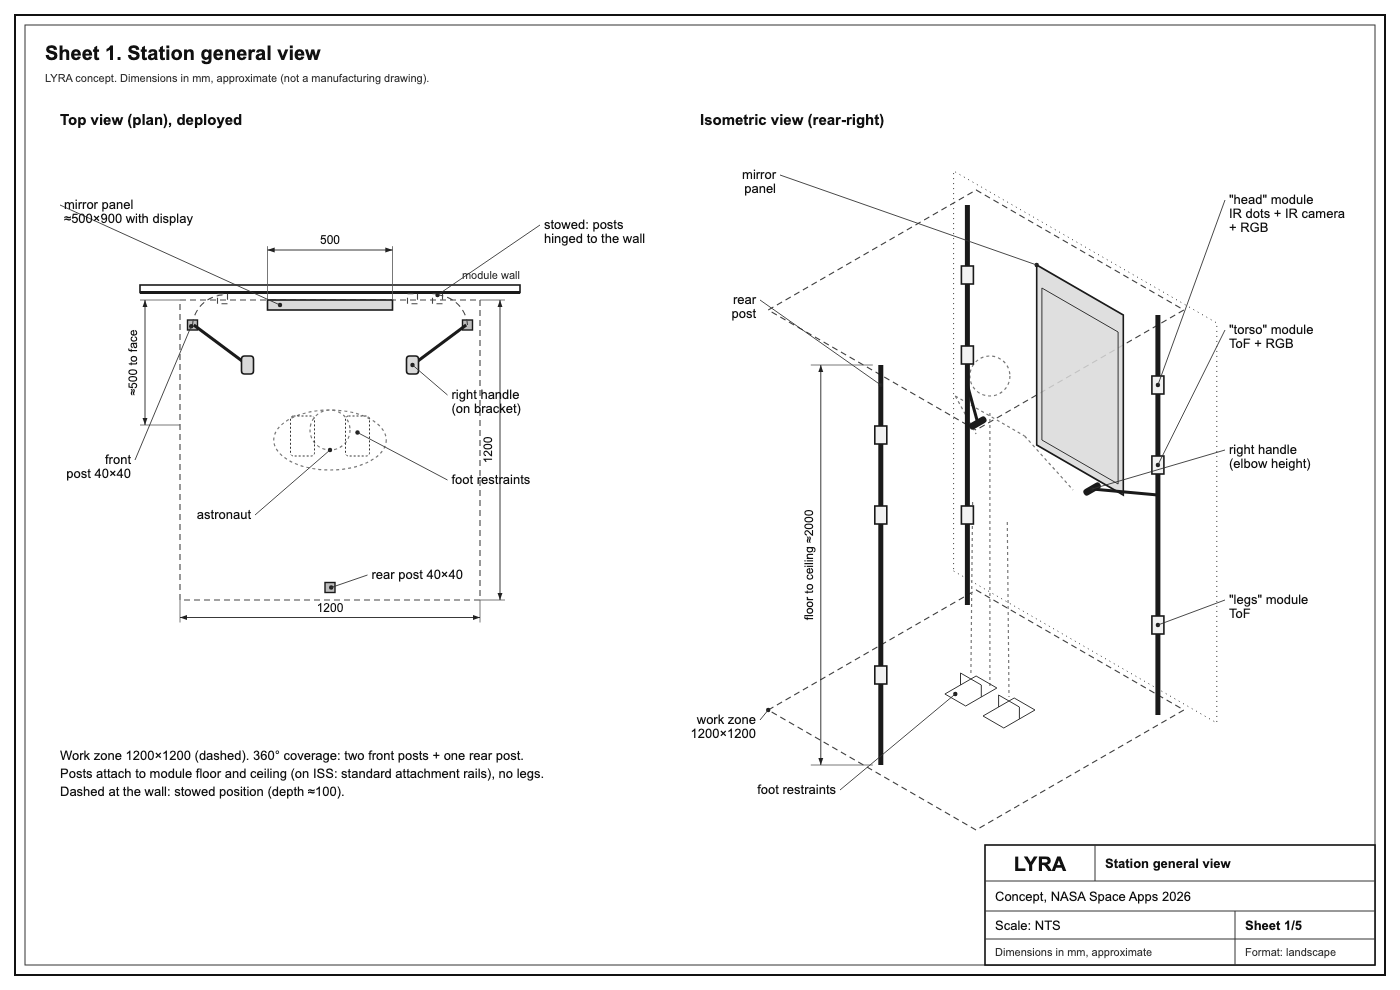 Sheet 1. Station general view
LYRA concept. Dimensions in mm, approximate (not a manufacturing drawing).
Top view (plan), deployed
mirror panel
≈500×900 with display
500
stowed: posts
hinged to the wall
module wall
≈500 to face
right handle
(on bracket)
1200
front
post 40×40
foot restraints
astronaut
rear post 40×40
1200
Work zone 1200×1200 (dashed). 360° coverage: two front posts + one rear post.
Posts attach to module floor and ceiling (on ISS: standard attachment rails), no legs.
Dashed at the wall: stowed position (depth ≈100).
Isometric view (rear-right)
mirror
panel
"head" module
IR dots + IR camera
+ RGB
rear
post
"torso" module
ToF + RGB
right handle
(elbow height)
floor to ceiling ≈2000
"legs" module
ToF
work zone
1200×1200
foot restraints
LYRA
Station general view
Concept, NASA Space Apps 2026
Scale: NTS
Sheet 1/5
Dimensions in mm, approximate
Format: landscape